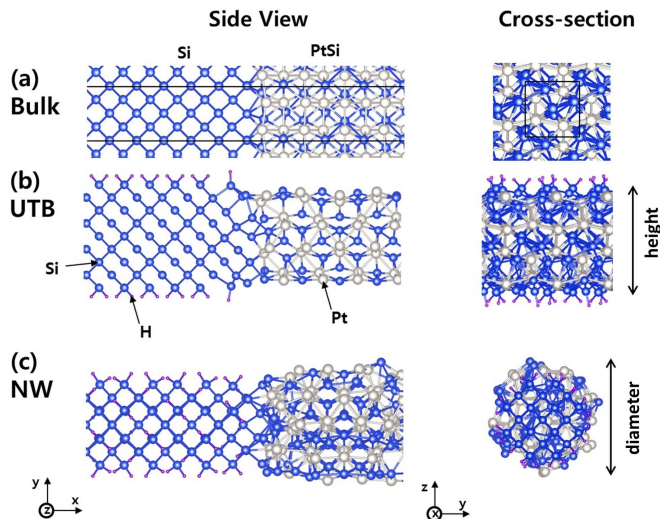 Side View
Cross-section
Si
PtSi
(a)
Bulk
(b)
UTB
height
Si
H
Pt
(c)
NW
diameter
y
z x
z
x y